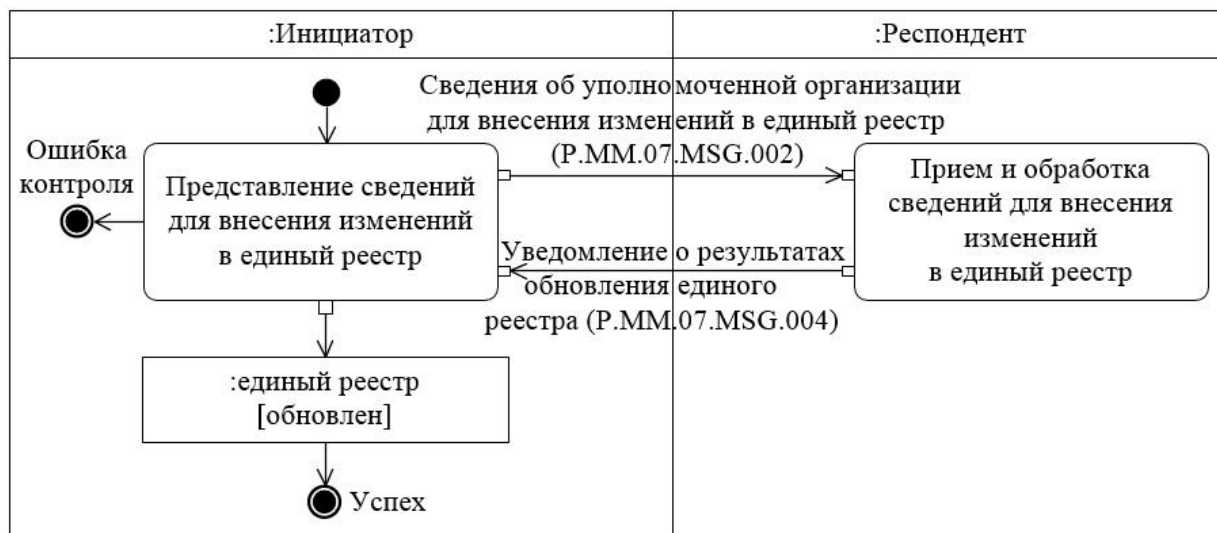 :Инициатор
:Респондент
Сведения об уполномоченной организации
для внесения изменений в единый реестр
(P.MM.07.MSG.002)
Ошибка
контроля
Представление сведений
для внесения изменений
в единый реестр
Прием и обработка
сведений для внесения
изменений
в единый реестр
Уведомление о результатах
обновления единого
реестра (P.MM.07.MSG.004)
:единый реестр
[обновлен]
Успех